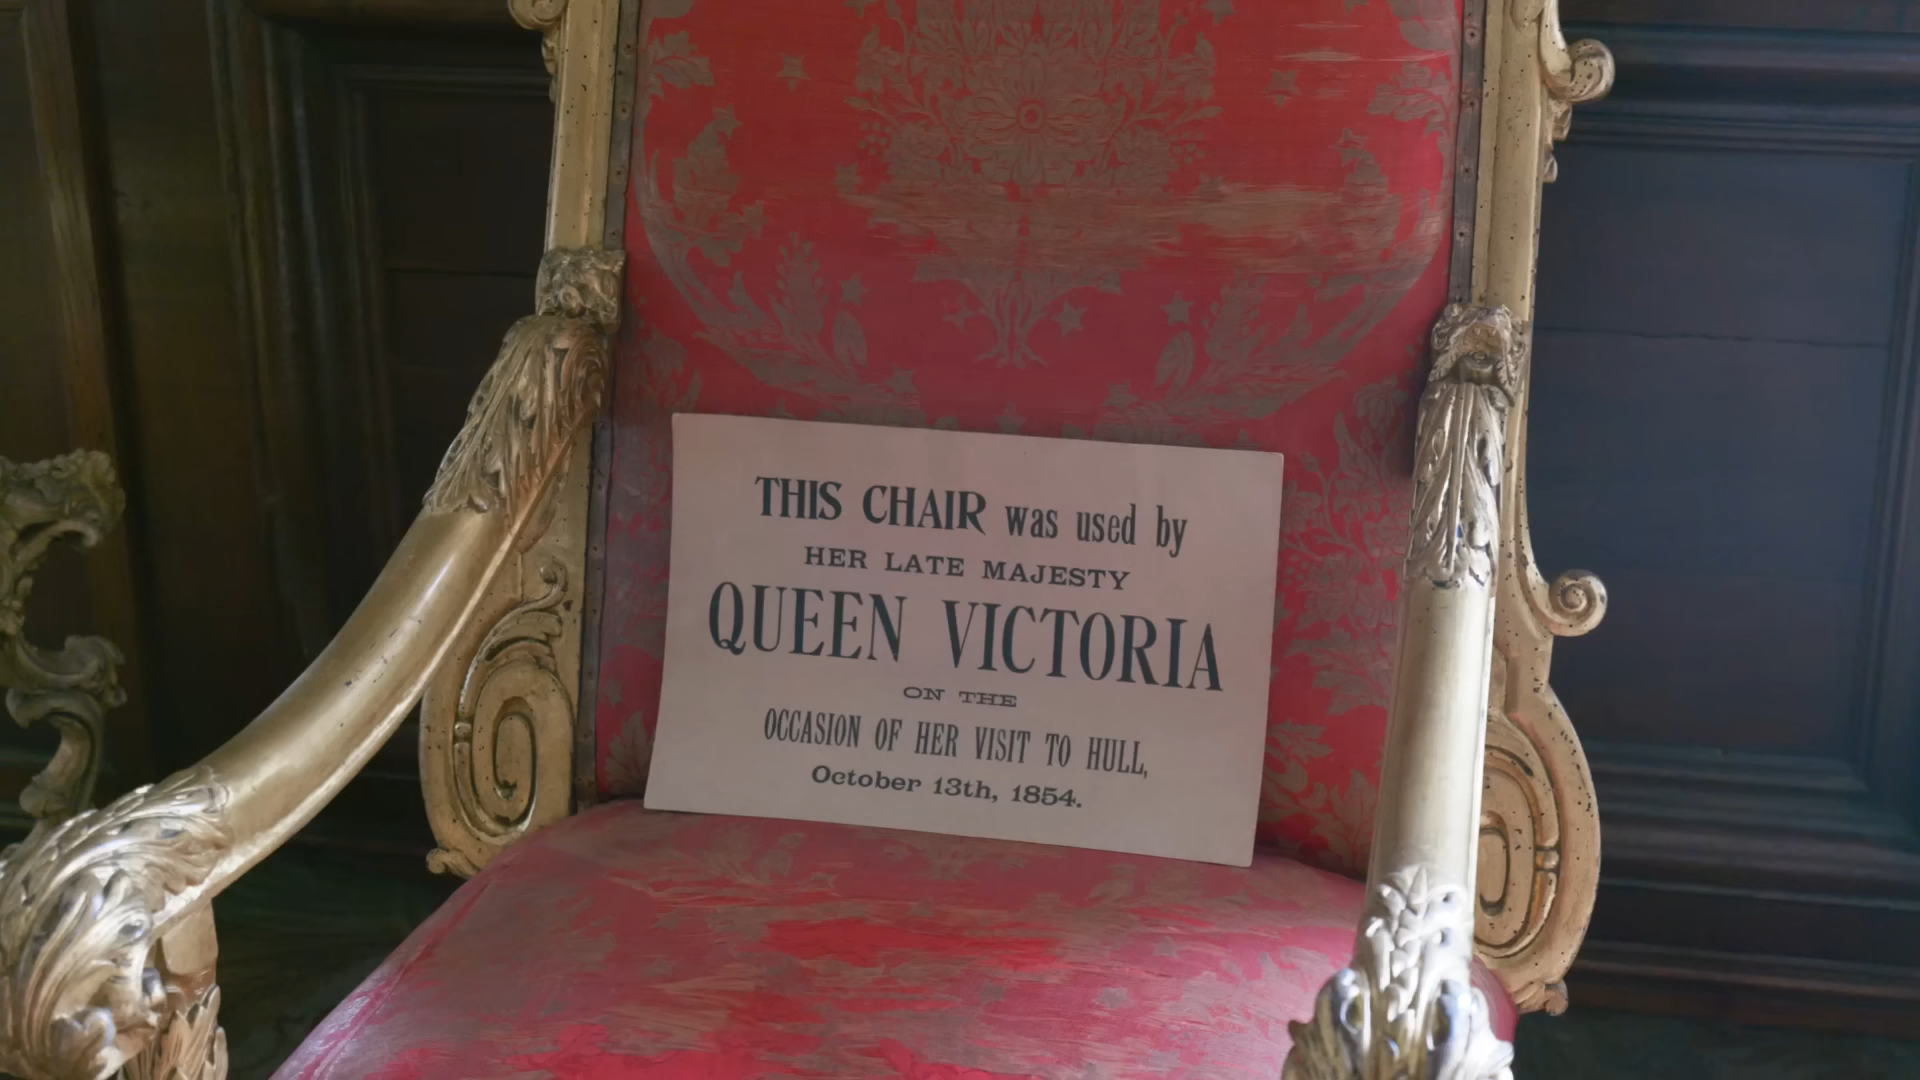 THIS CHAIR was used by
HER LATE MAJESTY
QUEEN VICTORIA
ON THE
OCCASION OF HER VISIT TO HULL,
October 13th, 1854.